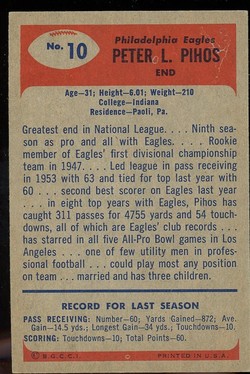 No. 10
Philadelphia Eagles
PETER L. PIHOS
END
Age—31; Height—6.01; Weight—210
College—Indiana
Residence—Paoli, Pa.
Greatest end in National League. . . . Ninth sea-
son as pro and all with Eagles. . . . Rookie
member of Eagles' first divisional championship
team in 1947 . . . Led league in pass receiving
in 1953 with 63 and tied for top last year with
60 . . . second best scorer on Eagles last year
. . . in eight top years with Eagles, Pihos has
caught 311 passes for 4755 yards and 54 touch-
downs, all of which are Eagles' club records . . .
has starred in all five All-Pro Bowl games in Los
Angeles . . . one of few utility men in profes-
sional football . . . could play most any position
on team . . . married and has three children.
RECORD FOR LAST SEASON
PASS RECEIVING: Number—60; Yards Gained—872; Ave.
Gain—14.5 yds.; Longest Gain—34 yds.; Touchdowns—10.
SCORING: Touchdowns—10; Total Points—60.
© B.G.C.I.
PRINTED IN U.S.A.